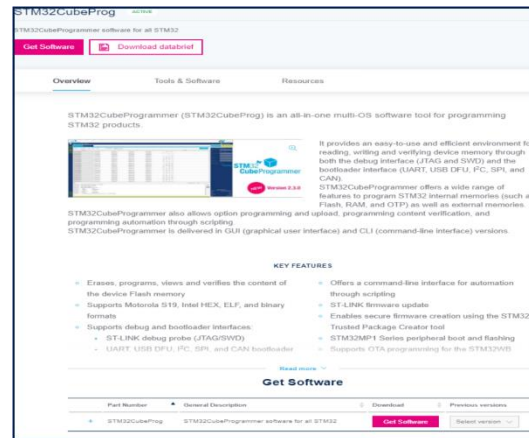 STM32CubeProg ACTIVE
STM32CubeProgrammer software for all STM32
Get Software Download databrief
Overview Tools & Software Resources
STM32CubeProgrammer (STM32CubeProg) is an all-in-one multi-OS software tool for programming
STM32 products.
It provides an easy-to-use and efficient environment fo
reading, writing and verifying device memory through
both the debug interface (JTAG and SWD) and the
bootloader interface (UART, USB DFU, I²C, SPI, and
CAN).
STM32CubeProgrammer offers a wide range of
features to program STM32 internal memories (such a
Flash, RAM, and OTP) as well as external memories.
STM32
CubeProgrammer
NEW Version 2.3.0
STM32CubeProgrammer also allows option programming and upload, programming content verification, and
programming automation through scripting.
STM32CubeProgrammer is delivered in GUI (graphical user interface) and CLI (command-line interface) versions.
KEY FEATURES
Erases, programs, views and verifies the content of
the device Flash memory
Supports Motorola S19, Intel HEX, ELF, and binary
formats
Supports debug and bootloader interfaces:
ST-LINK debug probe (JTAG/SWD)
UART, USB DFU, I²C, SPI, and CAN bootloader
Offers a command-line interface for automation
through scripting
ST-LINK firmware update
Enables secure firmware creation using the STM32
Trusted Package Creator tool
STM32MP1 Series peripheral boot and flashing
Supports OTA programming for the STM32WB
Read more
Get Software
Part Number General Description Download Previous versions
STM32CubeProg STM32CubeProgrammer software for all STM32 Get Software Select version